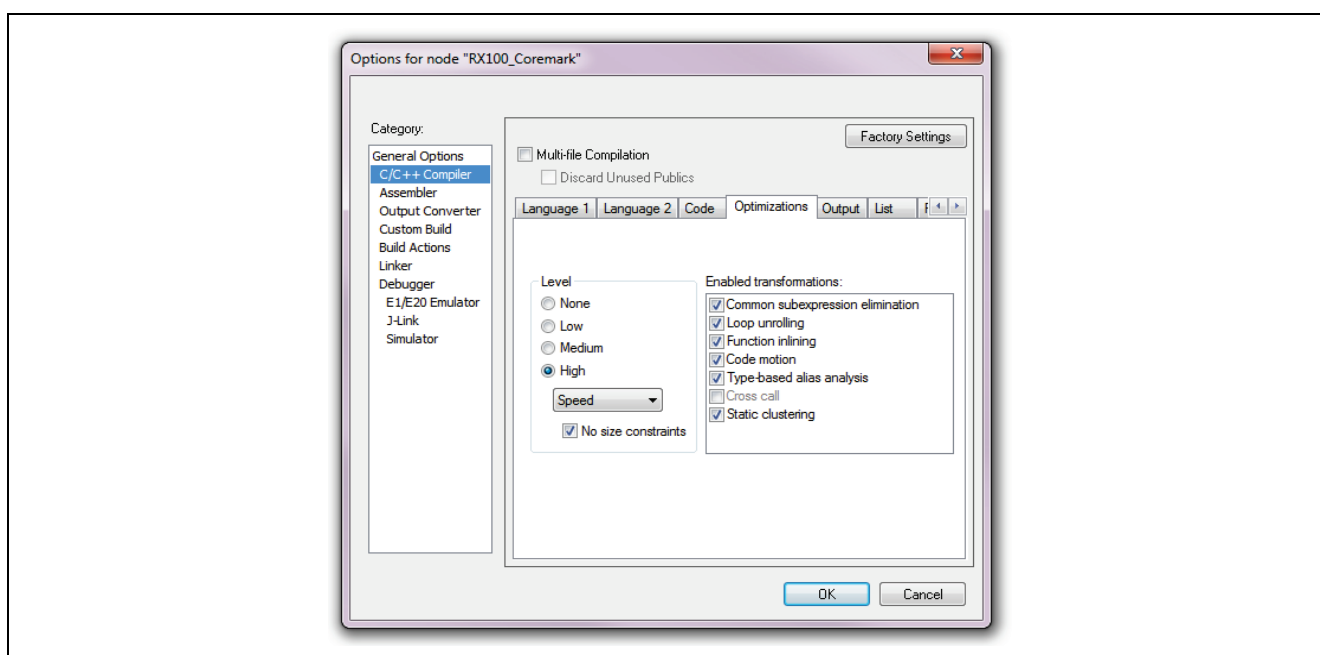 Options for node "RX100_Coremark"
Category:
Factory Settings
General Options
C/C++ Compiler
Assembler
Output Converter
Custom Build
Build Actions
Linker
Debugger
E1/E20 Emulator
J-Link
Simulator
Multi-file Compilation
Discard Unused Publics
Language 1 Language 2 Code Optimizations Output List
Level
None
Low
Medium
High
Speed
No size constraints
Enabled transformations:
Common subexpression elimination
Loop unrolling
Function inlining
Code motion
Type-based alias analysis
Cross call
Static clustering
OK Cancel